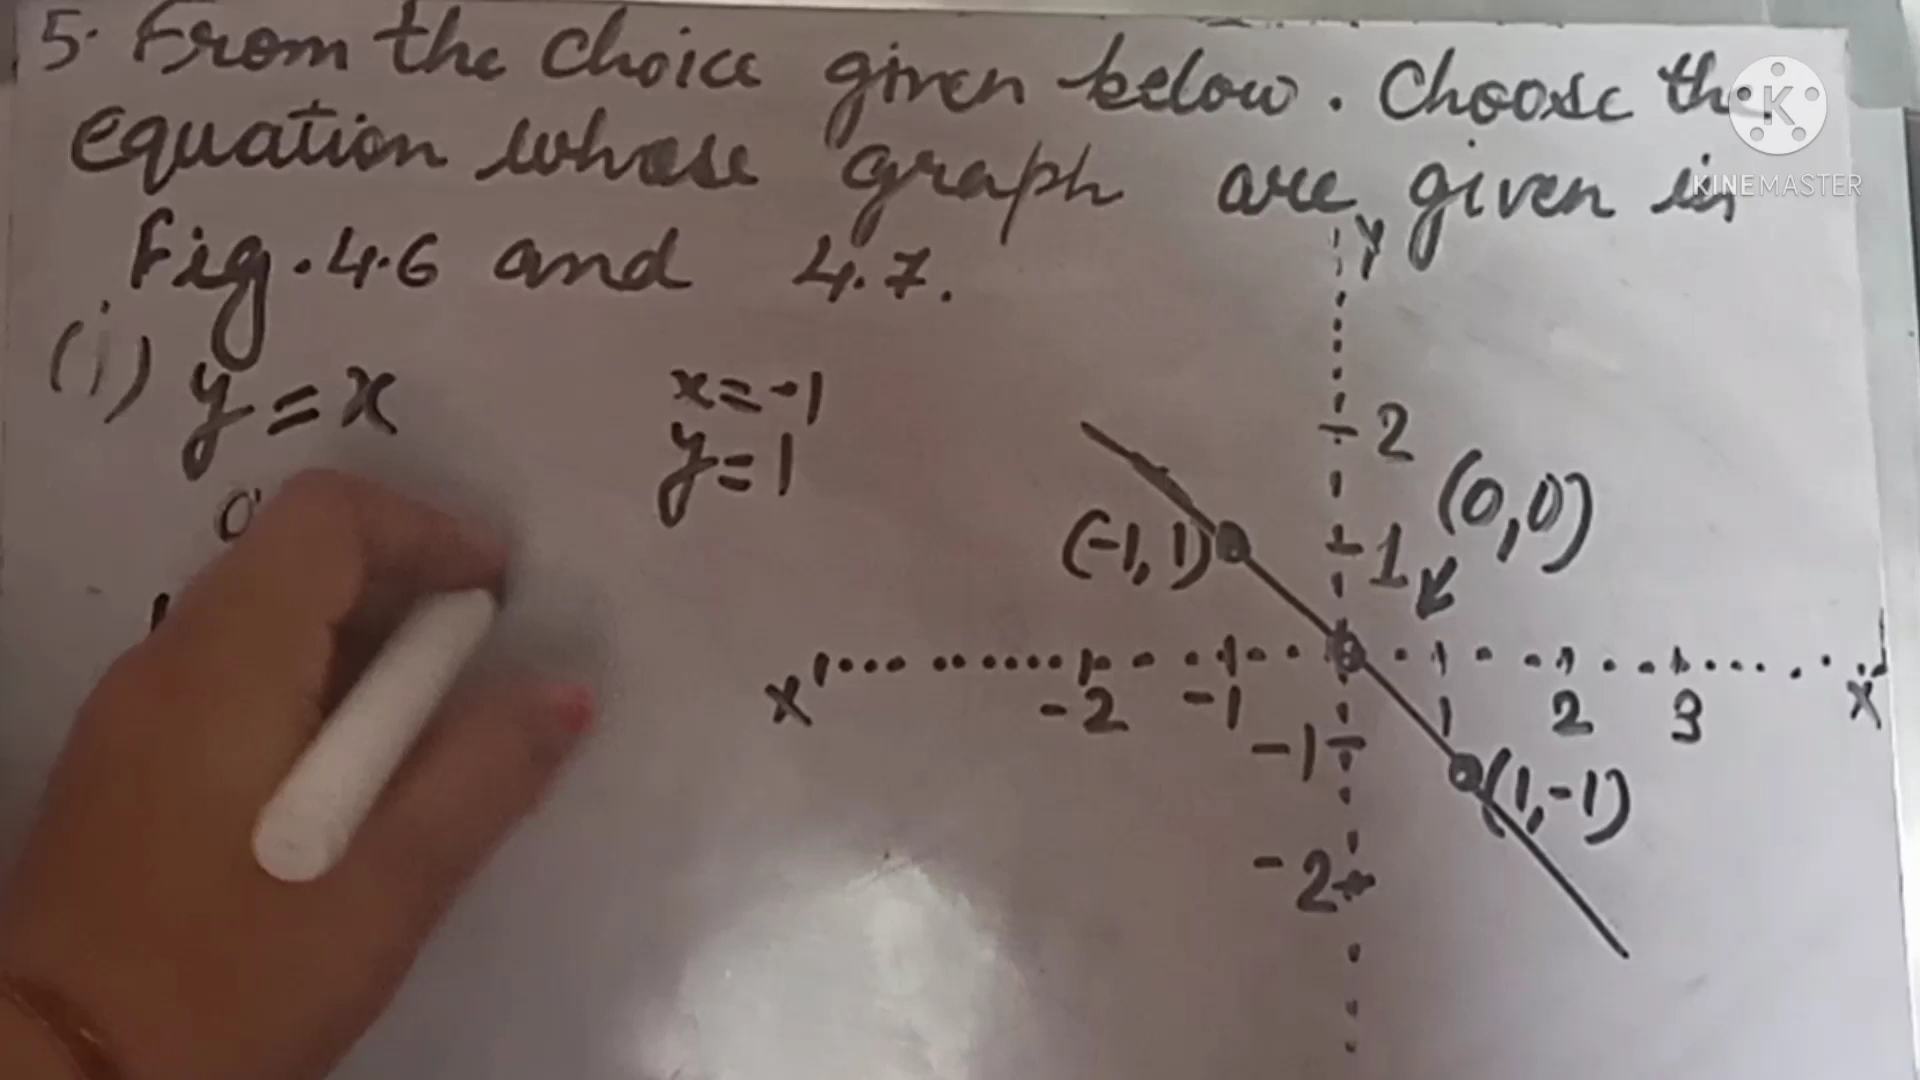 5. From the choice given below. Choose the
equation whose graph are given in
Fig. 4.6 and 4.7.
(i) y = x
x = -1
y = 1
Y
2
(0,0)
(-1, 1)
1
X'
-2 -1 1 2 3
X
-1
(1,-1)
-2
K
KINEMASTER